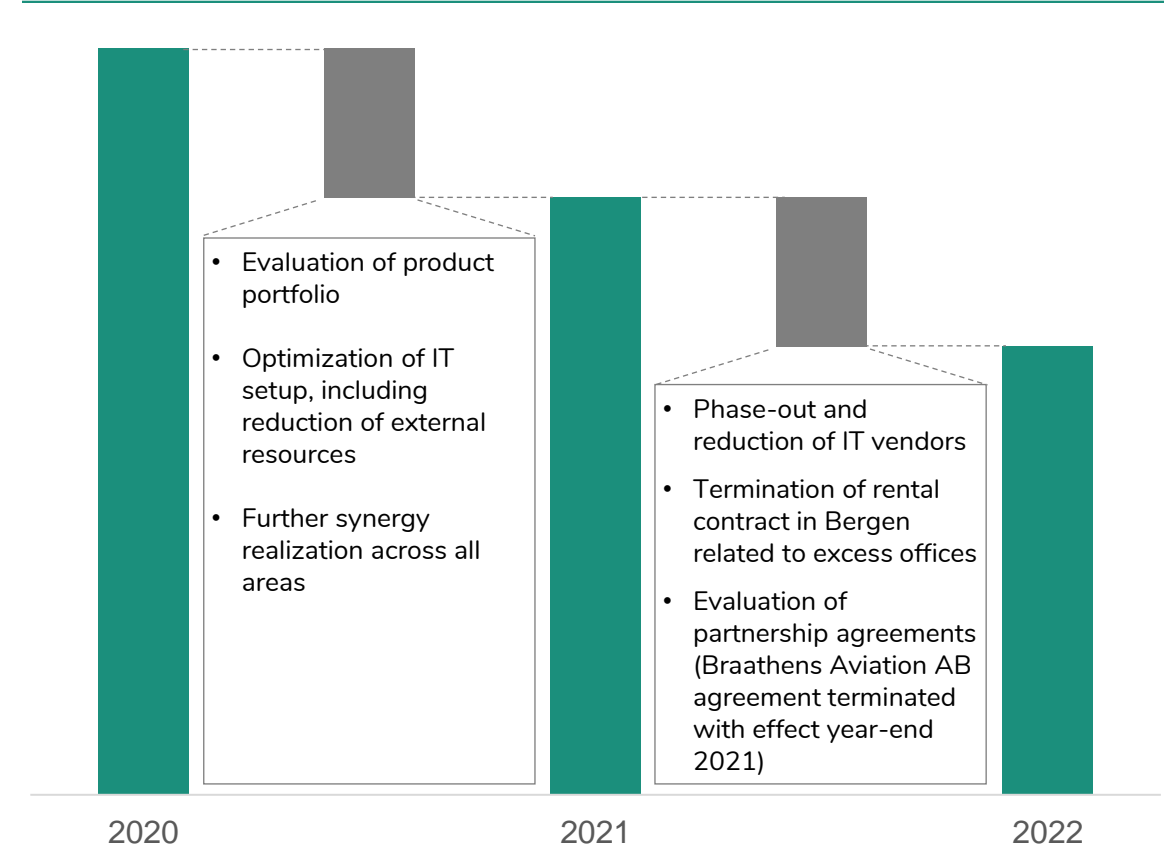 • Evaluation of product
portfolio
• Optimization of IT
setup, including
reduction of external
resources
• Further synergy
realization across all
areas
• Phase-out and
reduction of IT vendors
• Termination of rental
contract in Bergen
related to excess offices
• Evaluation of
partnership agreements
(Braathens Aviation AB
agreement terminated
with effect year-end
2021)
2020
2021
2022